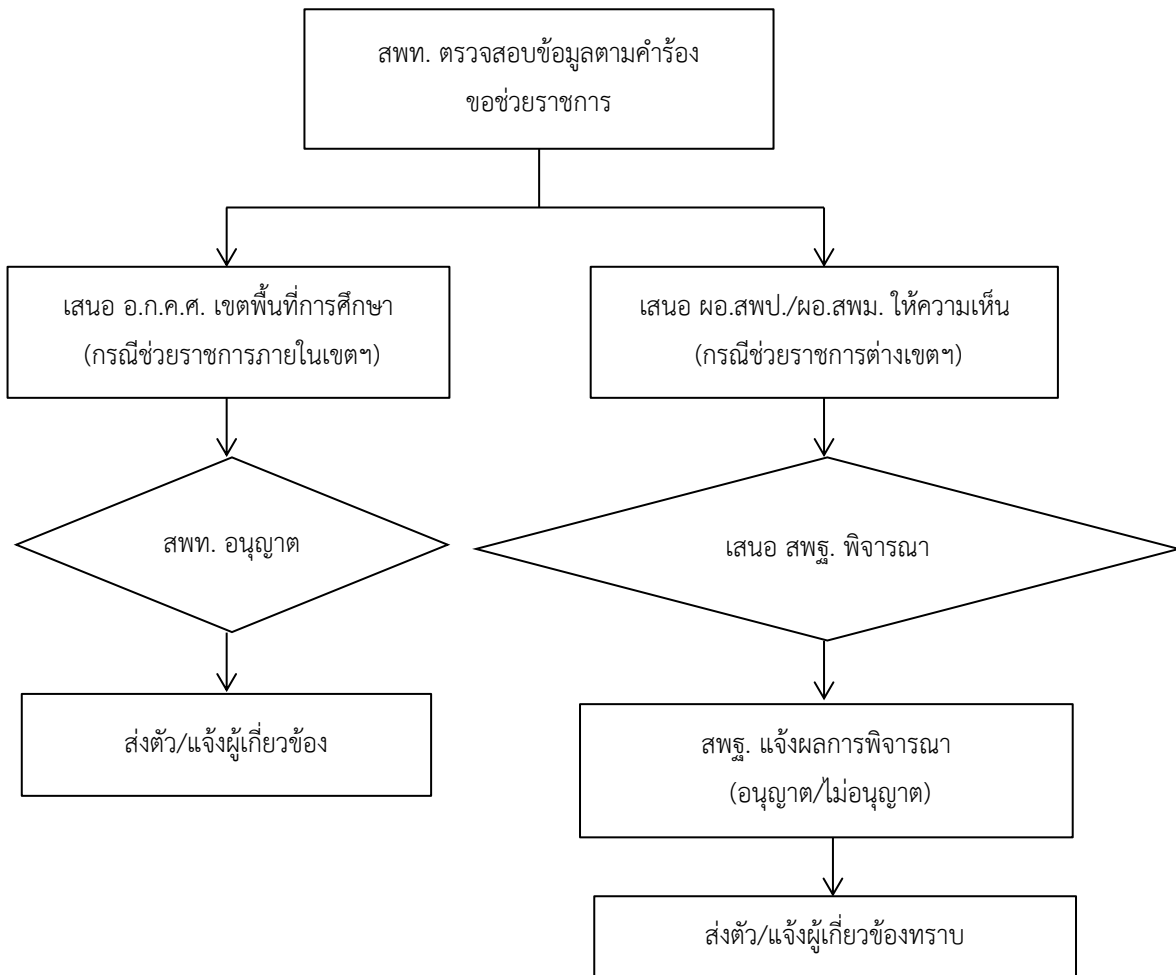 สพท. ตรวจสอบข้อมูลตามคำร้อง
ขอช่วยราชการ
เสนอ อ.ก.ค.ศ. เขตพื้นที่การศึกษา
(กรณีช่วยราชการภายในเขตฯ)
เสนอ ผอ.สพป./ผอ.สพม. ให้ความเห็น
(กรณีช่วยราชการต่างเขตฯ)
สพท. อนุญาต
เสนอ สพฐ. พิจารณา
ส่งตัว/แจ้งผู้เกี่ยวข้อง
สพฐ. แจ้งผลการพิจารณา
(อนุญาต/ไม่อนุญาต)
ส่งตัว/แจ้งผู้เกี่ยวข้องทราบ